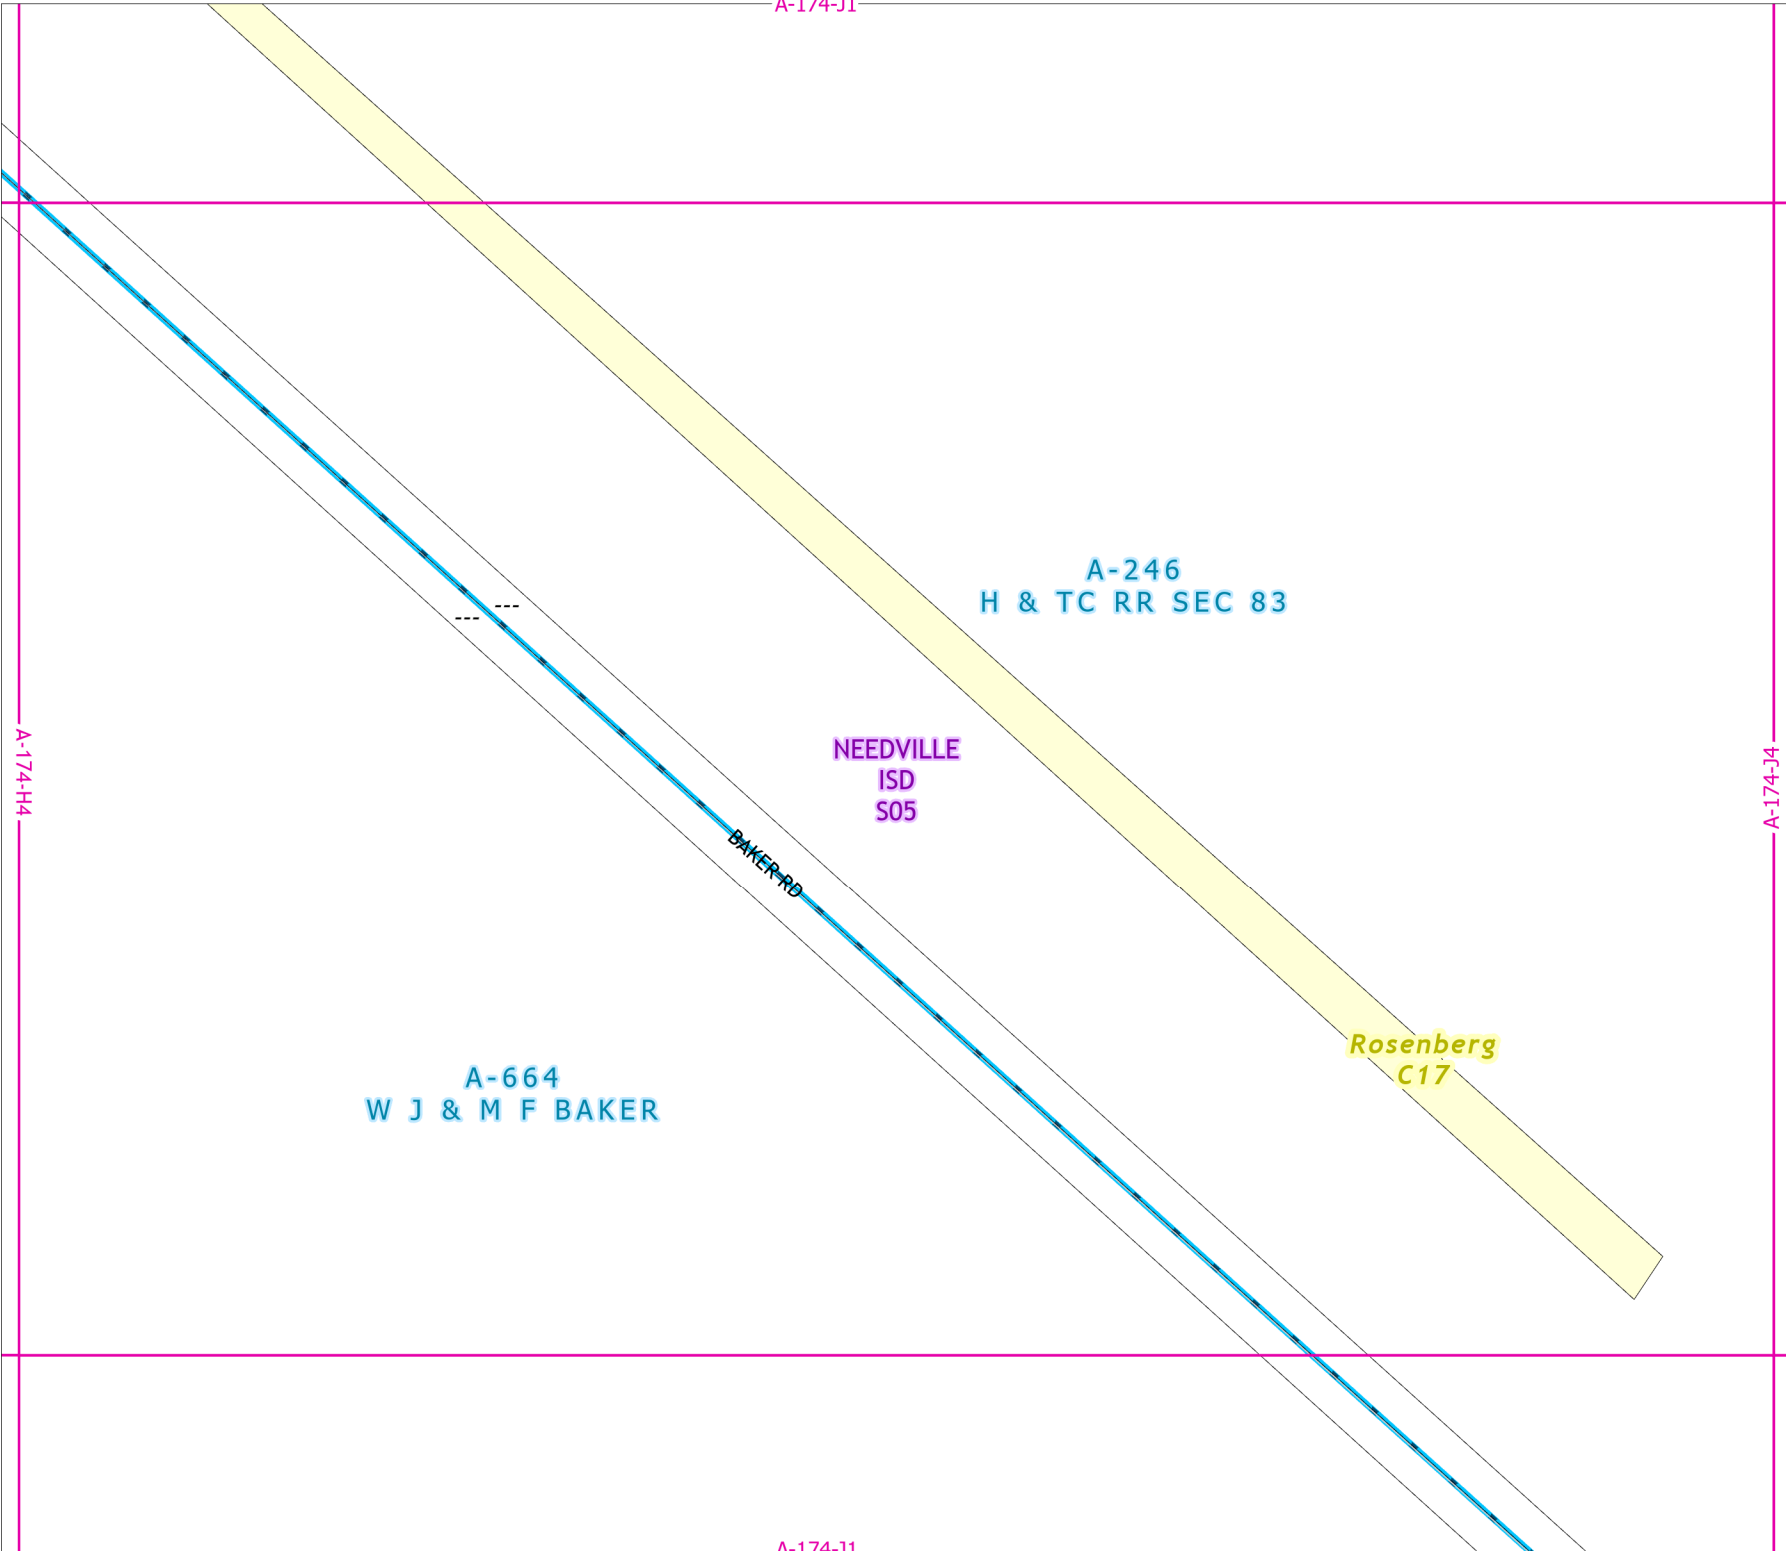 A-174-J1
A-246
H & TC RR SEC 83
---
---
A-174-H4
NEEDVILLE
ISD
S05
A-174-J4
BAKER RD
Rosenberg
C17
A-664
W J & M F BAKER
A-174-J1